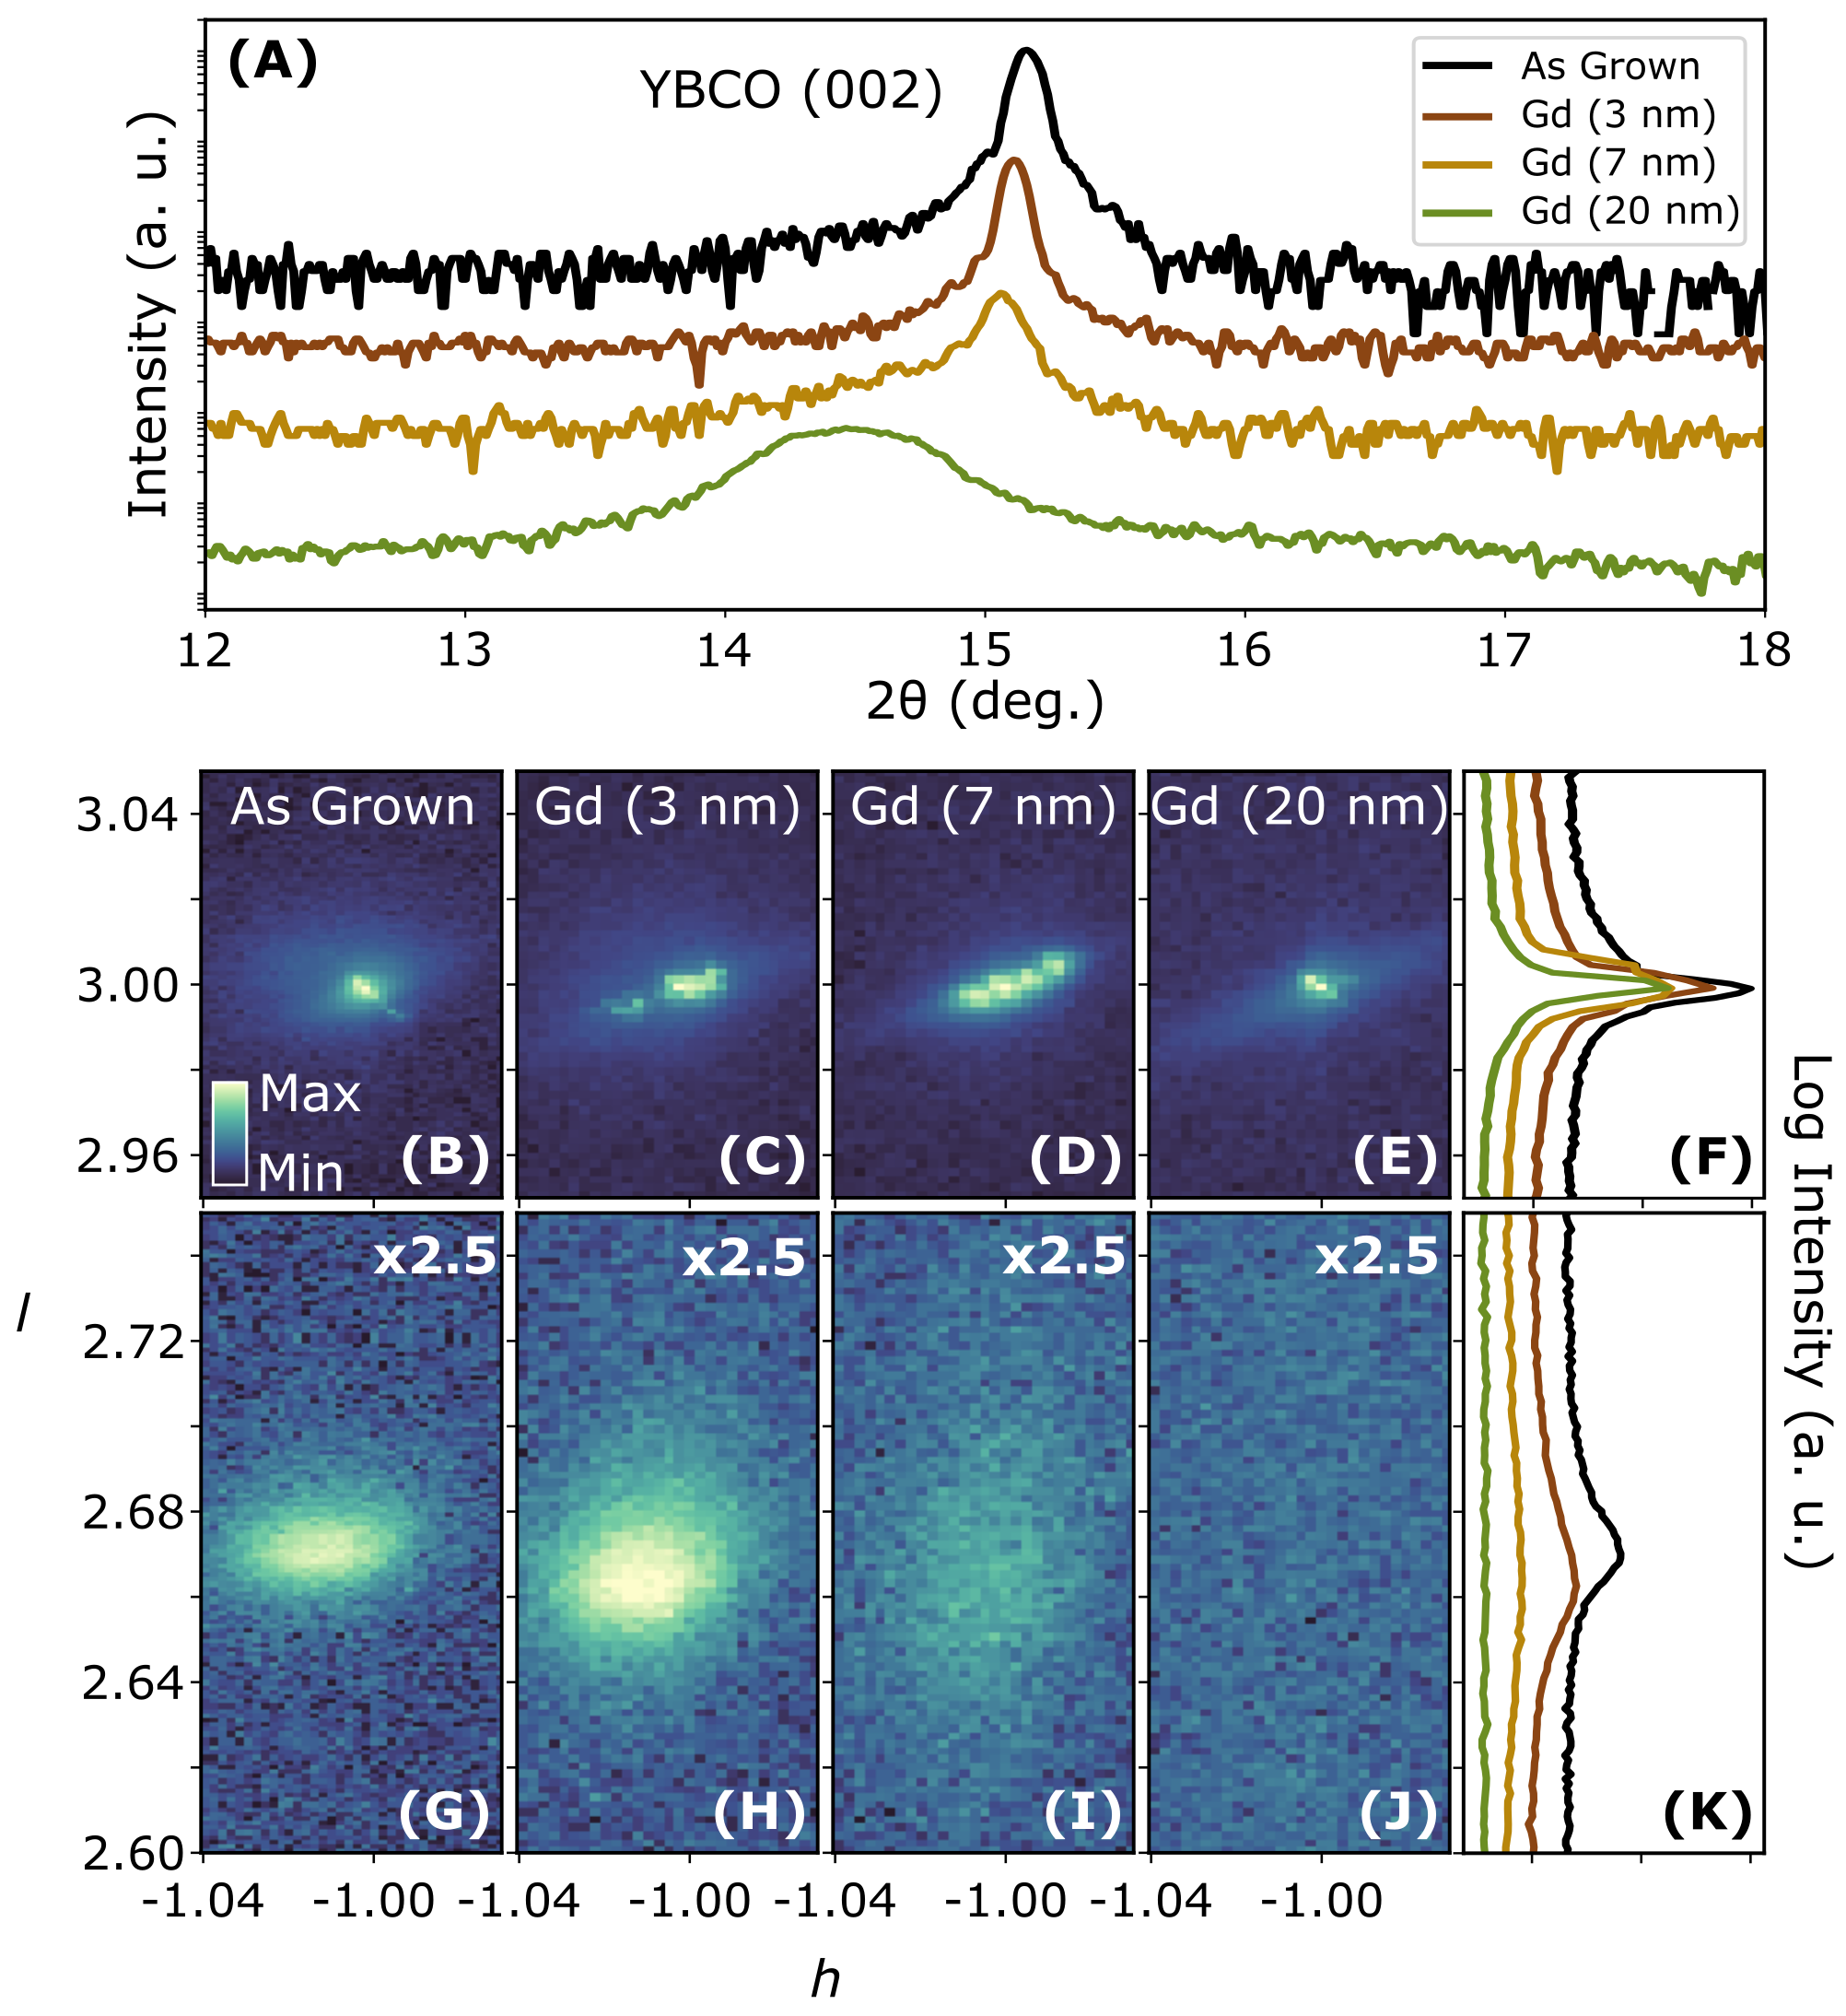 (A)
YBCO (002)
As Grown
Gd (3 nm)
Gd (7 nm)
Gd (20 nm)
Intensity (a. u.)
12 13 14 15 16 17 18
2θ (deg.)
As Grown
Gd (3 nm)
Gd (7 nm)
Gd (20 nm)
3.04
3.00
2.96
Max
Min
(B)
(C)
(D)
(E)
(F)
x2.5
x2.5
x2.5
x2.5
l
2.72
2.68
2.64
2.60
(G)
(H)
(I)
(J)
(K)
Log Intensity (a. u.)
-1.04 -1.00 -1.04 -1.00 -1.04 -1.00 -1.04 -1.00
h